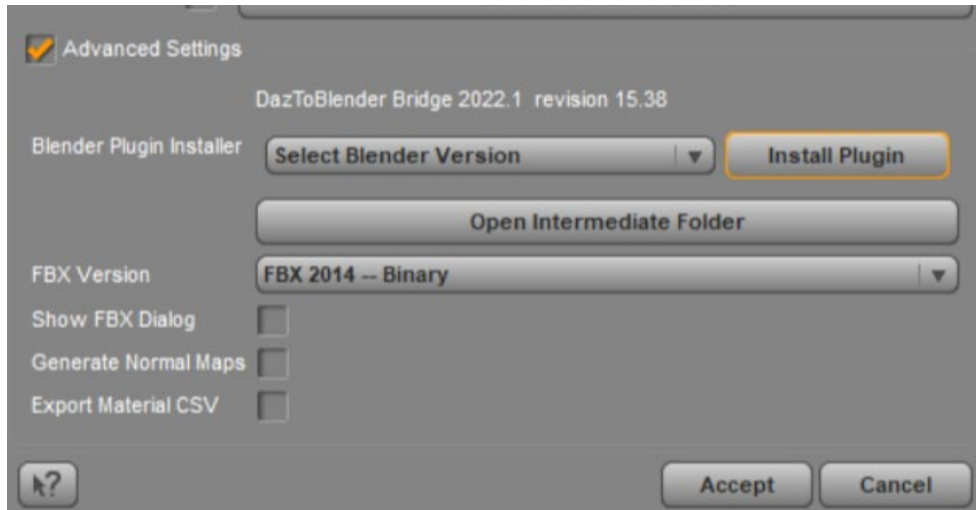 Advanced Settings
DazToBlender Bridge 2022.1 revision 15.38
Blender Plugin Installer
Select Blender Version
Install Plugin
Open Intermediate Folder
FBX Version
FBX 2014 -- Binary
Show FBX Dialog
Generate Normal Maps
Export Material CSV
?
Accept
Cancel